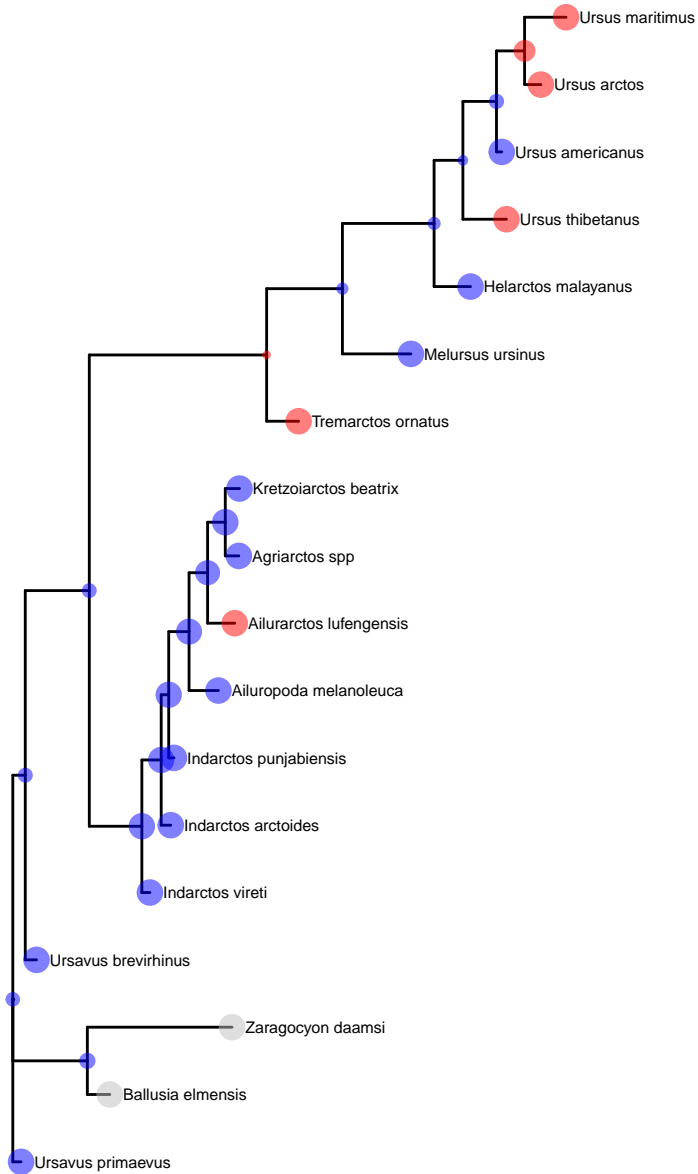 Ursus maritimus
Ursus arctos
Ursus americanus
Ursus thibetanus
Helarctos malayanus
Melursus ursinus
Tremarctos ornatus
Kretzoiarctos beatrix
Agriarctos spp
Ailurarctos lufengensis
Ailuropoda melanoleuca
Indarctos punjabiensis
Indarctos arctoides
Indarctos vireti
Ursavus brevirhinus
Zaragocyon daamsi
Ballusia elmensis
Ursavus primaevus